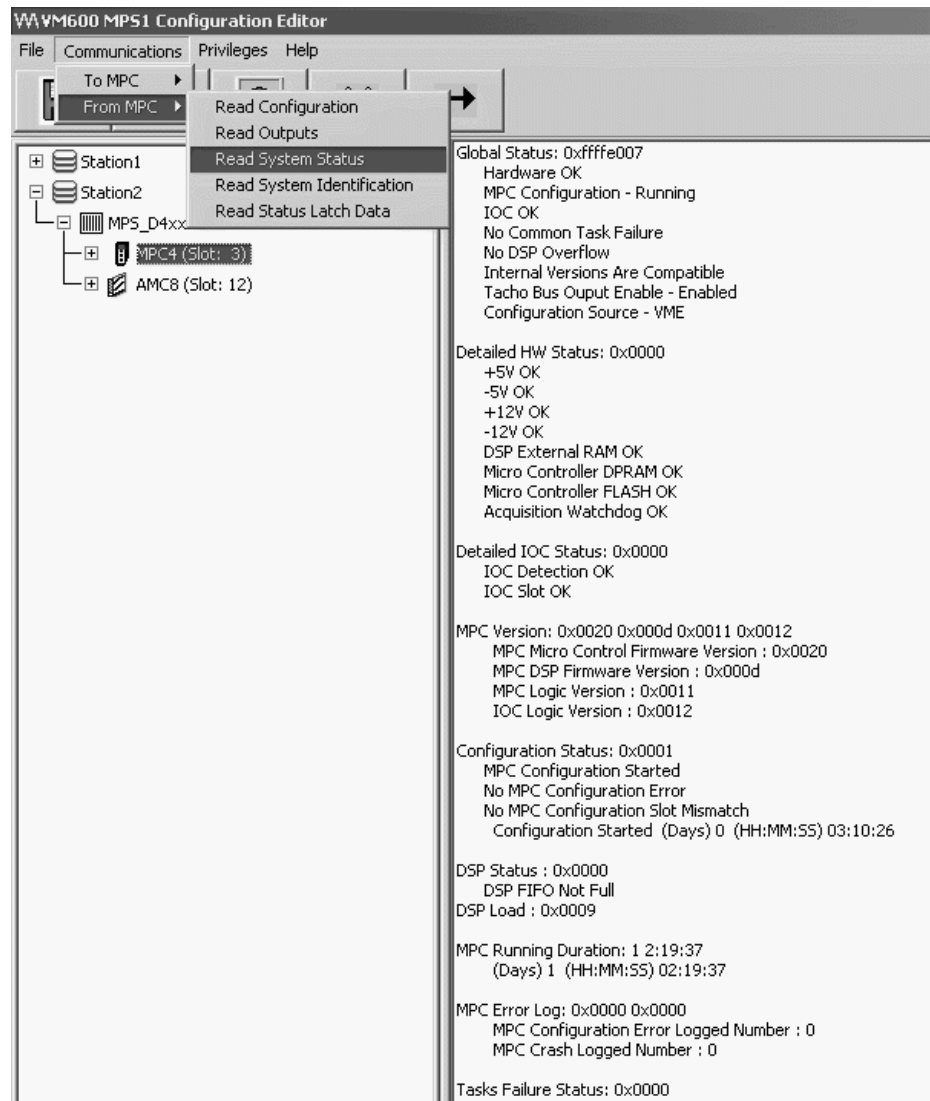 VM600 MPS1 Configuration Editor
File Communications Privileges Help
To MPC
From MPC
Read Configuration
Read Outputs
Read System Status
Read System Identification
Read Status Latch Data
Station1
Station2
MPS_D4xx
MPC4 (Slot: 3)
AMC8 (Slot: 12)
Global Status: 0xffffe007
Hardware OK
MPC Configuration - Running
IOC OK
No Common Task Failure
No DSP Overflow
Internal Versions Are Compatible
Tacho Bus Ouput Enable - Enabled
Configuration Source - VME
Detailed HW Status: 0x0000
+5V OK
-5V OK
+12V OK
-12V OK
DSP External RAM OK
Micro Controller DPRAM OK
Micro Controller FLASH OK
Acquisition Watchdog OK
Detailed IOC Status: 0x0000
IOC Detection OK
IOC Slot OK
MPC Version: 0x0020 0x000d 0x0011 0x0012
MPC Micro Control Firmware Version : 0x0020
MPC DSP Firmware Version : 0x000d
MPC Logic Version : 0x0011
IOC Logic Version : 0x0012
Configuration Status: 0x0001
MPC Configuration Started
No MPC Configuration Error
No MPC Configuration Slot Mismatch
Configuration Started (Days) 0 (HH:MM:SS) 03:10:26
DSP Status : 0x0000
DSP FIFO Not Full
DSP Load : 0x0009
MPC Running Duration: 1 2:19:37
(Days) 1 (HH:MM:SS) 02:19:37
MPC Error Log: 0x0000 0x0000
MPC Configuration Error Logged Number : 0
MPC Crash Logged Number : 0
Tasks Failure Status: 0x0000